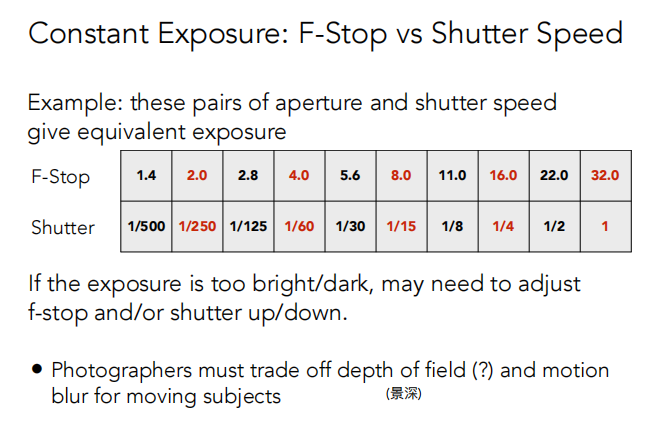 Constant Exposure: F-Stop vs Shutter Speed
Example: these pairs of aperture and shutter speed
give equivalent exposure
F-Stop 1.4 2.0 2.8 4.0 5.6 8.0 11.0 16.0 22.0 32.0
Shutter 1/500 1/250 1/125 1/60 1/30 1/15 1/8 1/4 1/2 1
If the exposure is too bright/dark, may need to adjust
f-stop and/or shutter up/down.
• Photographers must trade off depth of field (?) and motion
blur for moving subjects (景深)